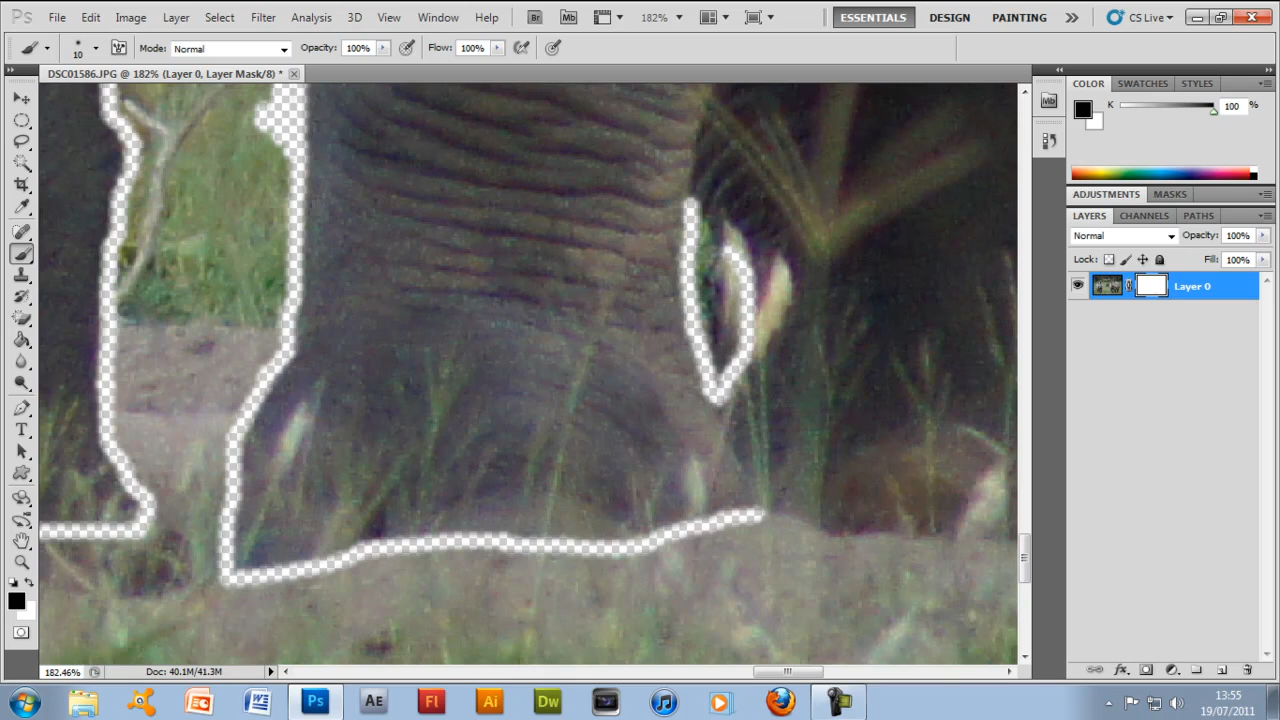 Ps File Edit Image Layer Select Filter Analysis 3D View Window Help Br Mb 182% ESSENTIALS DESIGN PAINTING CS Live
10 Mode: Normal Opacity: 100% Flow: 100%
DSC01586.JPG @ 182% (Layer 0, Layer Mask/8) *
COLOR SWATCHES STYLES
Mb
K 100 %
ADJUSTMENTS MASKS
LAYERS CHANNELS PATHS
Normal Opacity: 100%
Lock: Fill: 100%
Layer 0
T
182.46% Doc: 40.1M/41.3M
Ps AE Fl Ai Dw
13:55
19/07/2011